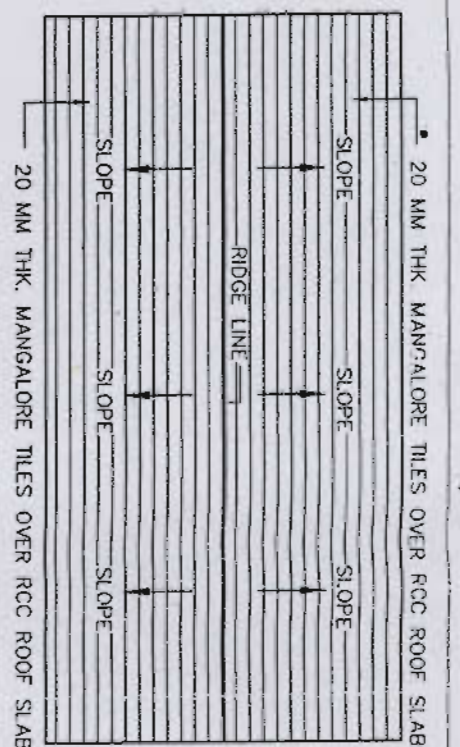 20 MM THK. MANGALORE TILES OVER RCC ROOF SLAB
SLOPE SLOPE SLOPE
RIDGE LINE
SLOPE SLOPE SLOPE
20 MM THK. MANGALORE TILES OVER RCC ROOF SLAB